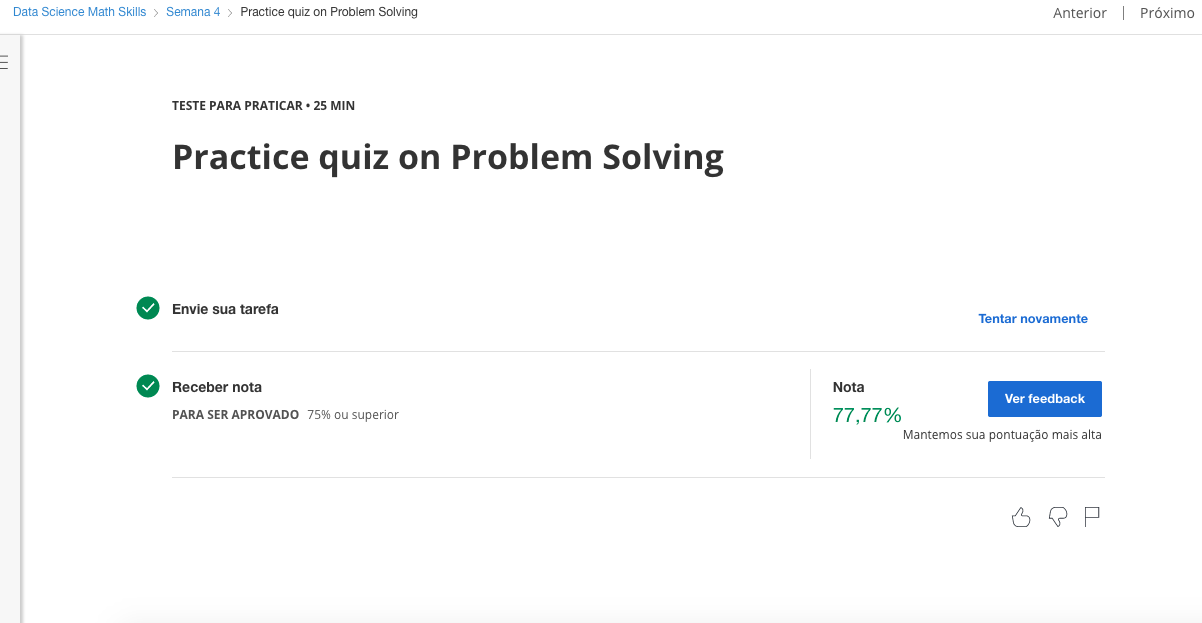 Data Science Math Skills > Semana 4 > Practice quiz on Problem Solving
Anterior | Próximo
TESTE PARA PRATICAR • 25 MIN
Practice quiz on Problem Solving
Envie sua tarefa
Tentar novamente
Receber nota
PARA SER APROVADO 75% ou superior
Nota
77,77%
Ver feedback
Mantemos sua pontuação mais alta